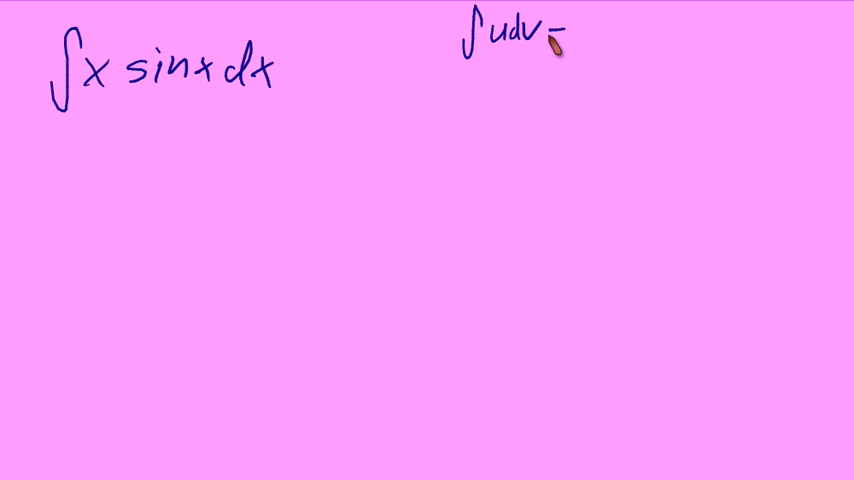 ∫x sinx dx
∫udv =